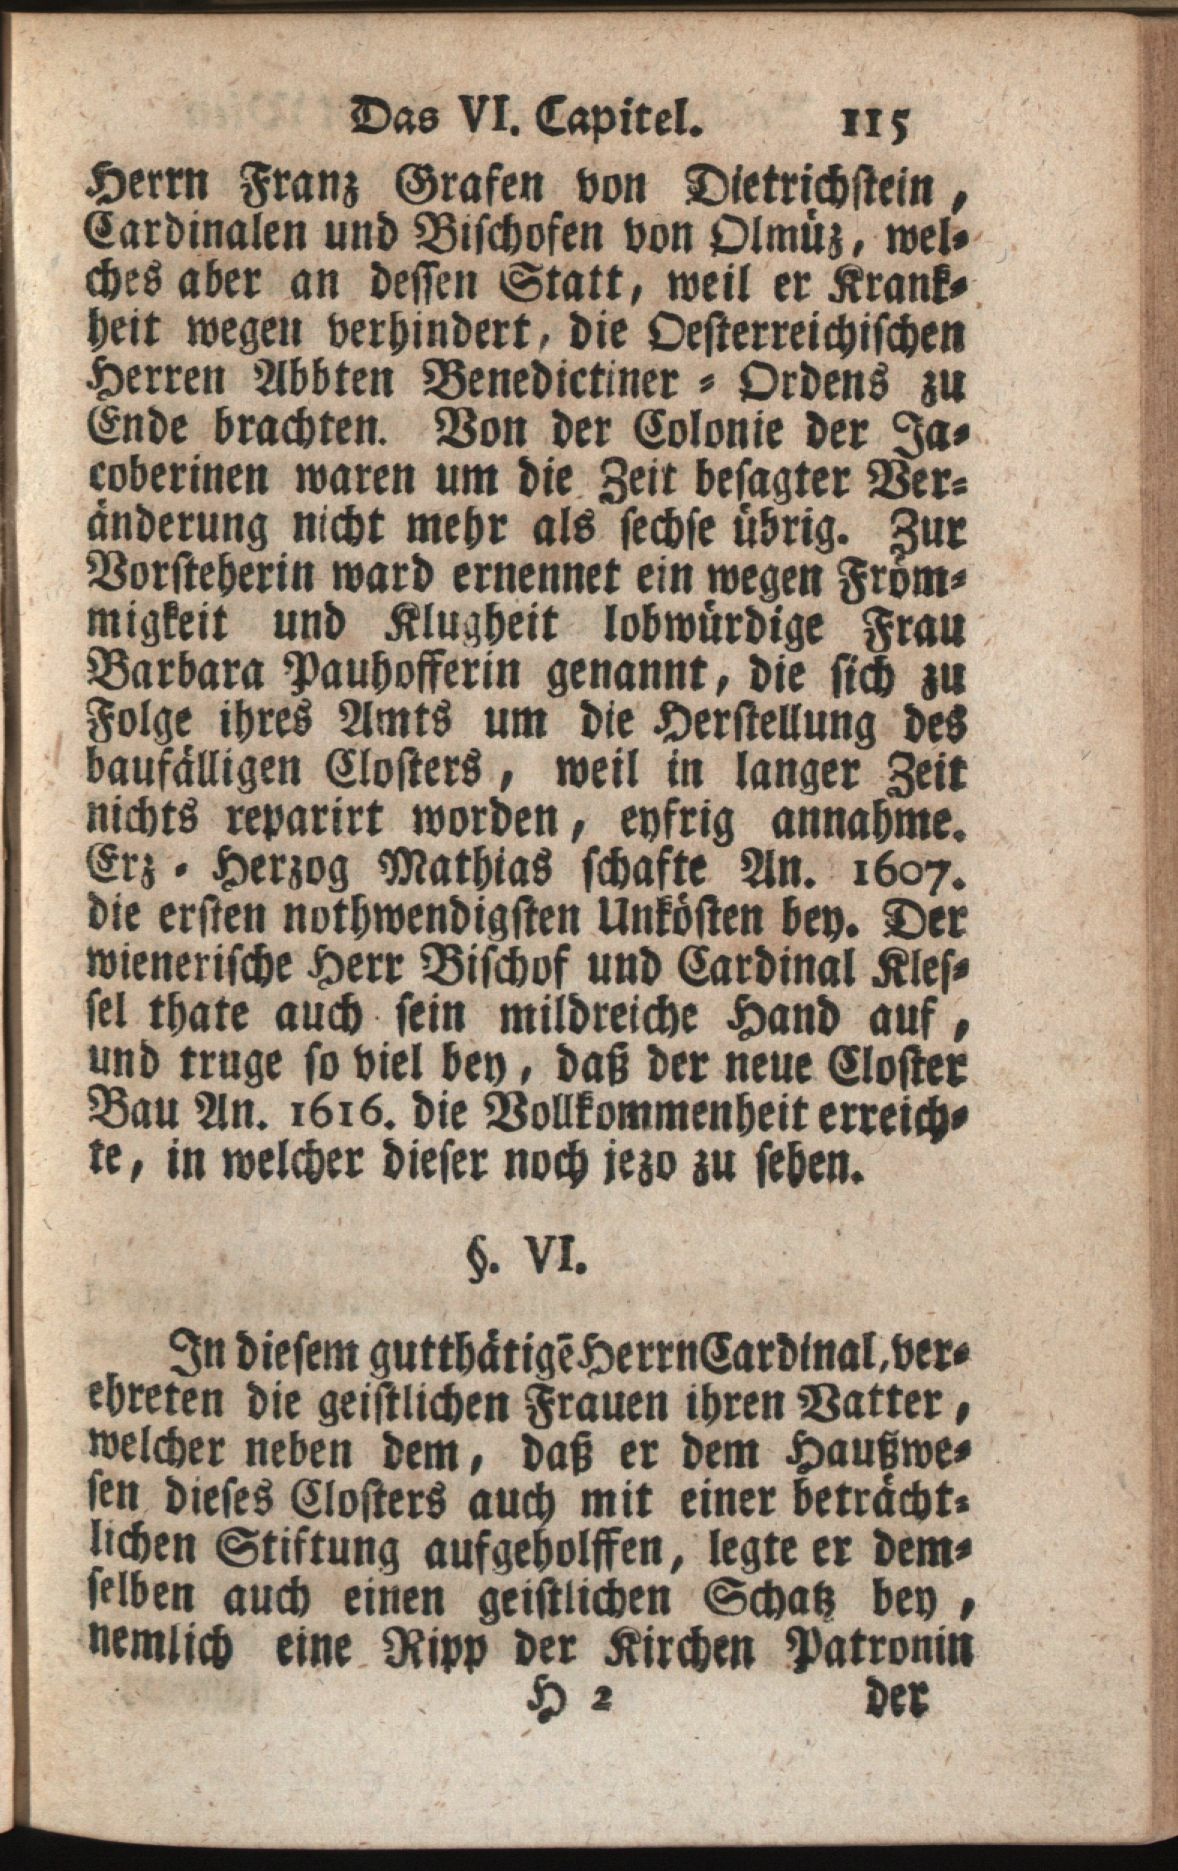 Das VI. Capitel. 115
Herrn Franz Grafen von Dietrichstein,
Cardinalen und Bischofen von Olmüz, wel-
ches aber an dessen Statt, weil er Krank-
heit wegen verhindert, die Oesterreichischen
Herren Abbten Benedictiner - Ordens zu
Ende brachten. Von der Colonie der Ja-
coberinen waren um die Zeit besagter Ver-
änderung nicht mehr als sechse übrig. Zur
Vorsteherin ward ernennet ein wegen Fröm-
migkeit und Klugheit lobwürdige Frau
Barbara Pauhofferin genannt, die sich zu
Folge ihres Amts um die Herstellung des
baufälligen Closters, weil in langer Zeit
nichts reparirt worden, eyfrig annahme.
Erz - Herzog Mathias schafte An. 1607.
die ersten nothwendigsten Unkösten bey. Der
wienerische Herr Bischof und Cardinal Kles-
sel thate auch sein mildreiche Hand auf,
und truge so viel bey, daß der neue Closter
Bau An. 1616. die Vollkommenheit erreich-
te, in welcher dieser noch jezo zu sehen.
§. VI.
In diesem gutthätigē Herrn Cardinal, ver-
ehreten die geistlichen Frauen ihren Vatter,
welcher neben dem, daß er dem Haußwe-
sen dieses Closters auch mit einer beträcht-
lichen Stiftung aufgeholffen, legte er dem-
selben auch einen geistlichen Schatz bey,
nemlich eine Ripp der Kirchen Patronin
H 2 der